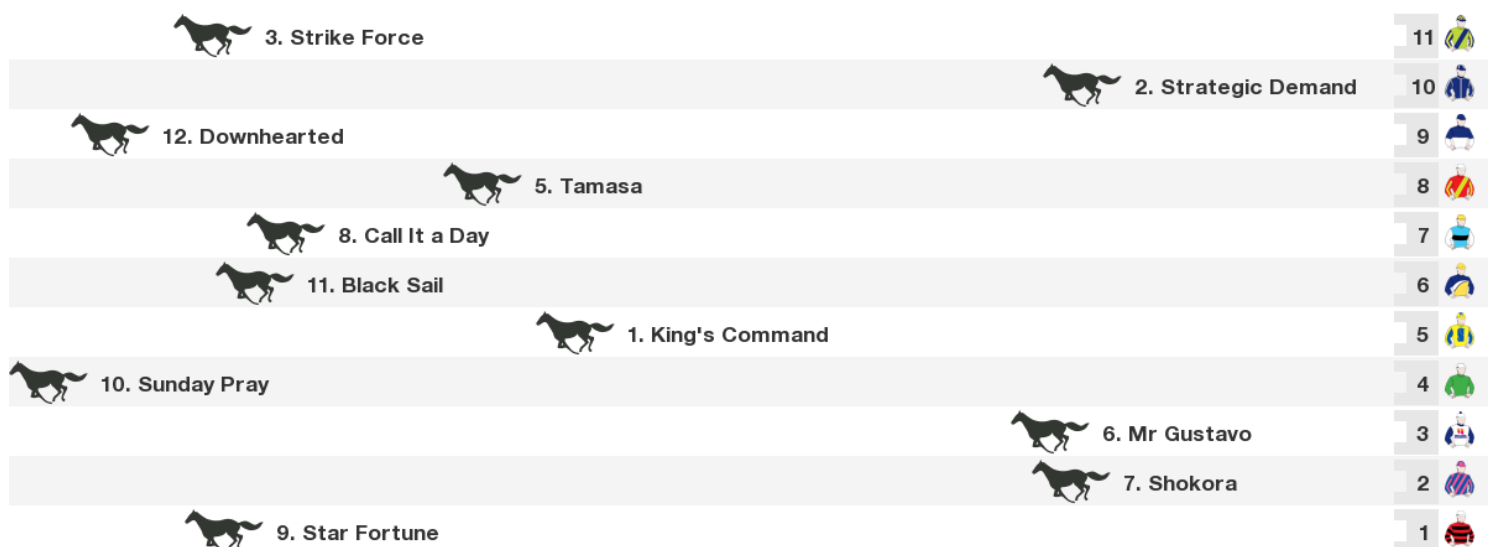 3. Strike Force 11
2. Strategic Demand 10
12. Downhearted 9
5. Tamasa 8
8. Call It a Day 7
11. Black Sail 6
1. King's Command 5
10. Sunday Pray 4
6. Mr Gustavo 3
7. Shokora 2
9. Star Fortune 1